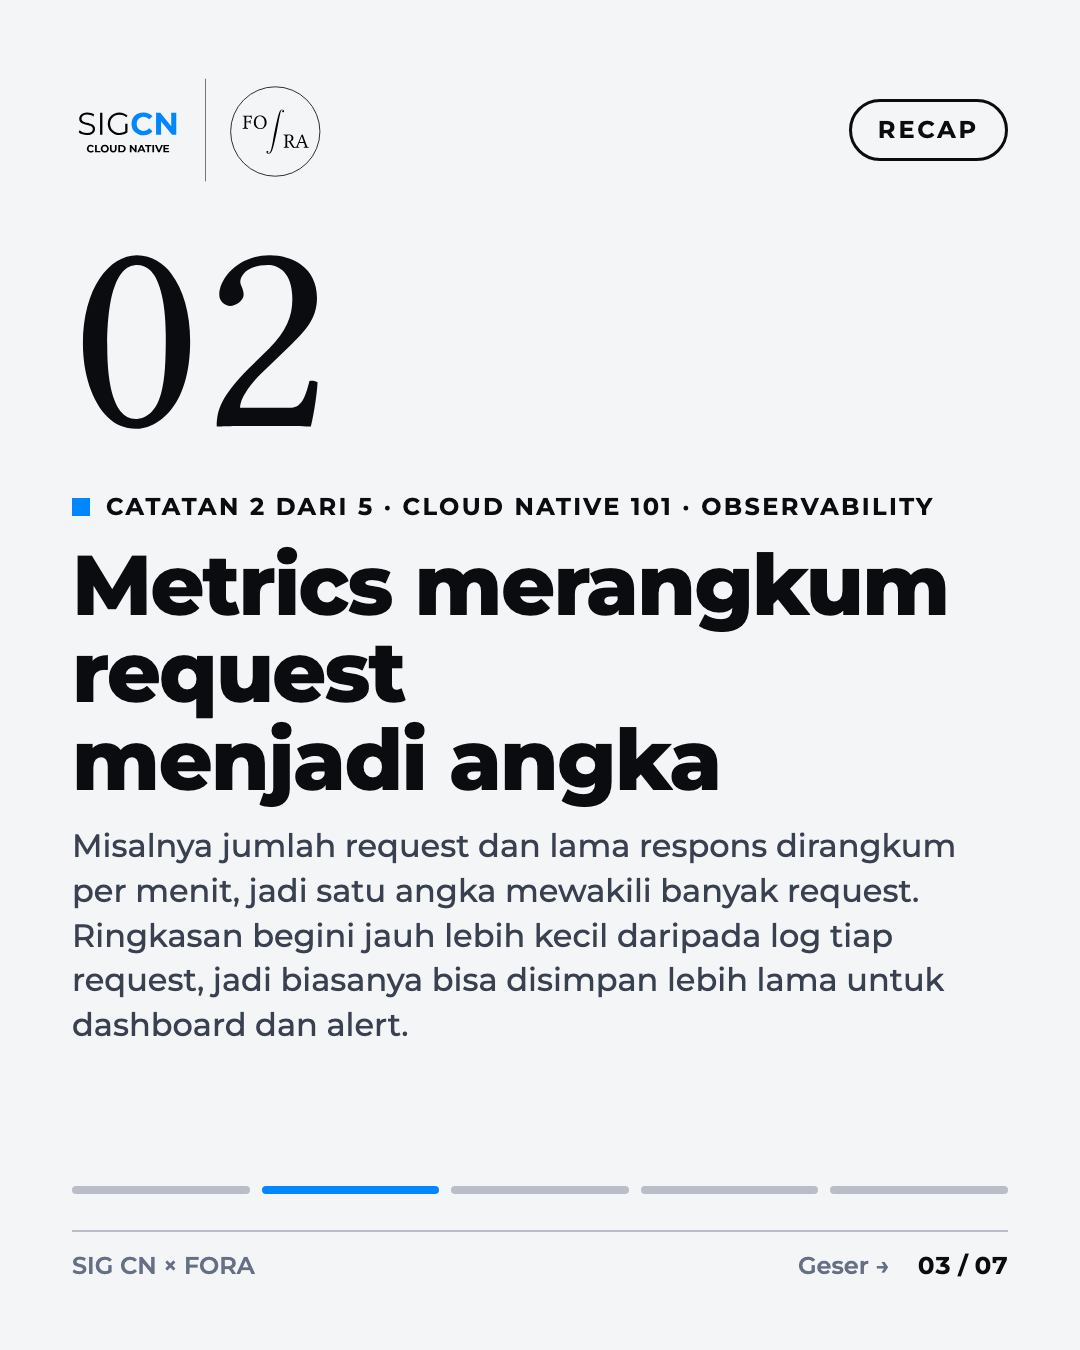 SIGCN
CLOUD NATIVE
FO
RA
RECAP
02
CATATAN 2 DARI 5 · CLOUD NATIVE 101 · OBSERVABILITY
Metrics merangkum
request
menjadi angka
Misalnya jumlah request dan lama respons dirangkum
per menit, jadi satu angka mewakili banyak request.
Ringkasan begini jauh lebih kecil daripada log tiap
request, jadi biasanya bisa disimpan lebih lama untuk
dashboard dan alert.
SIG CN × FORA
Geser → 03 / 07